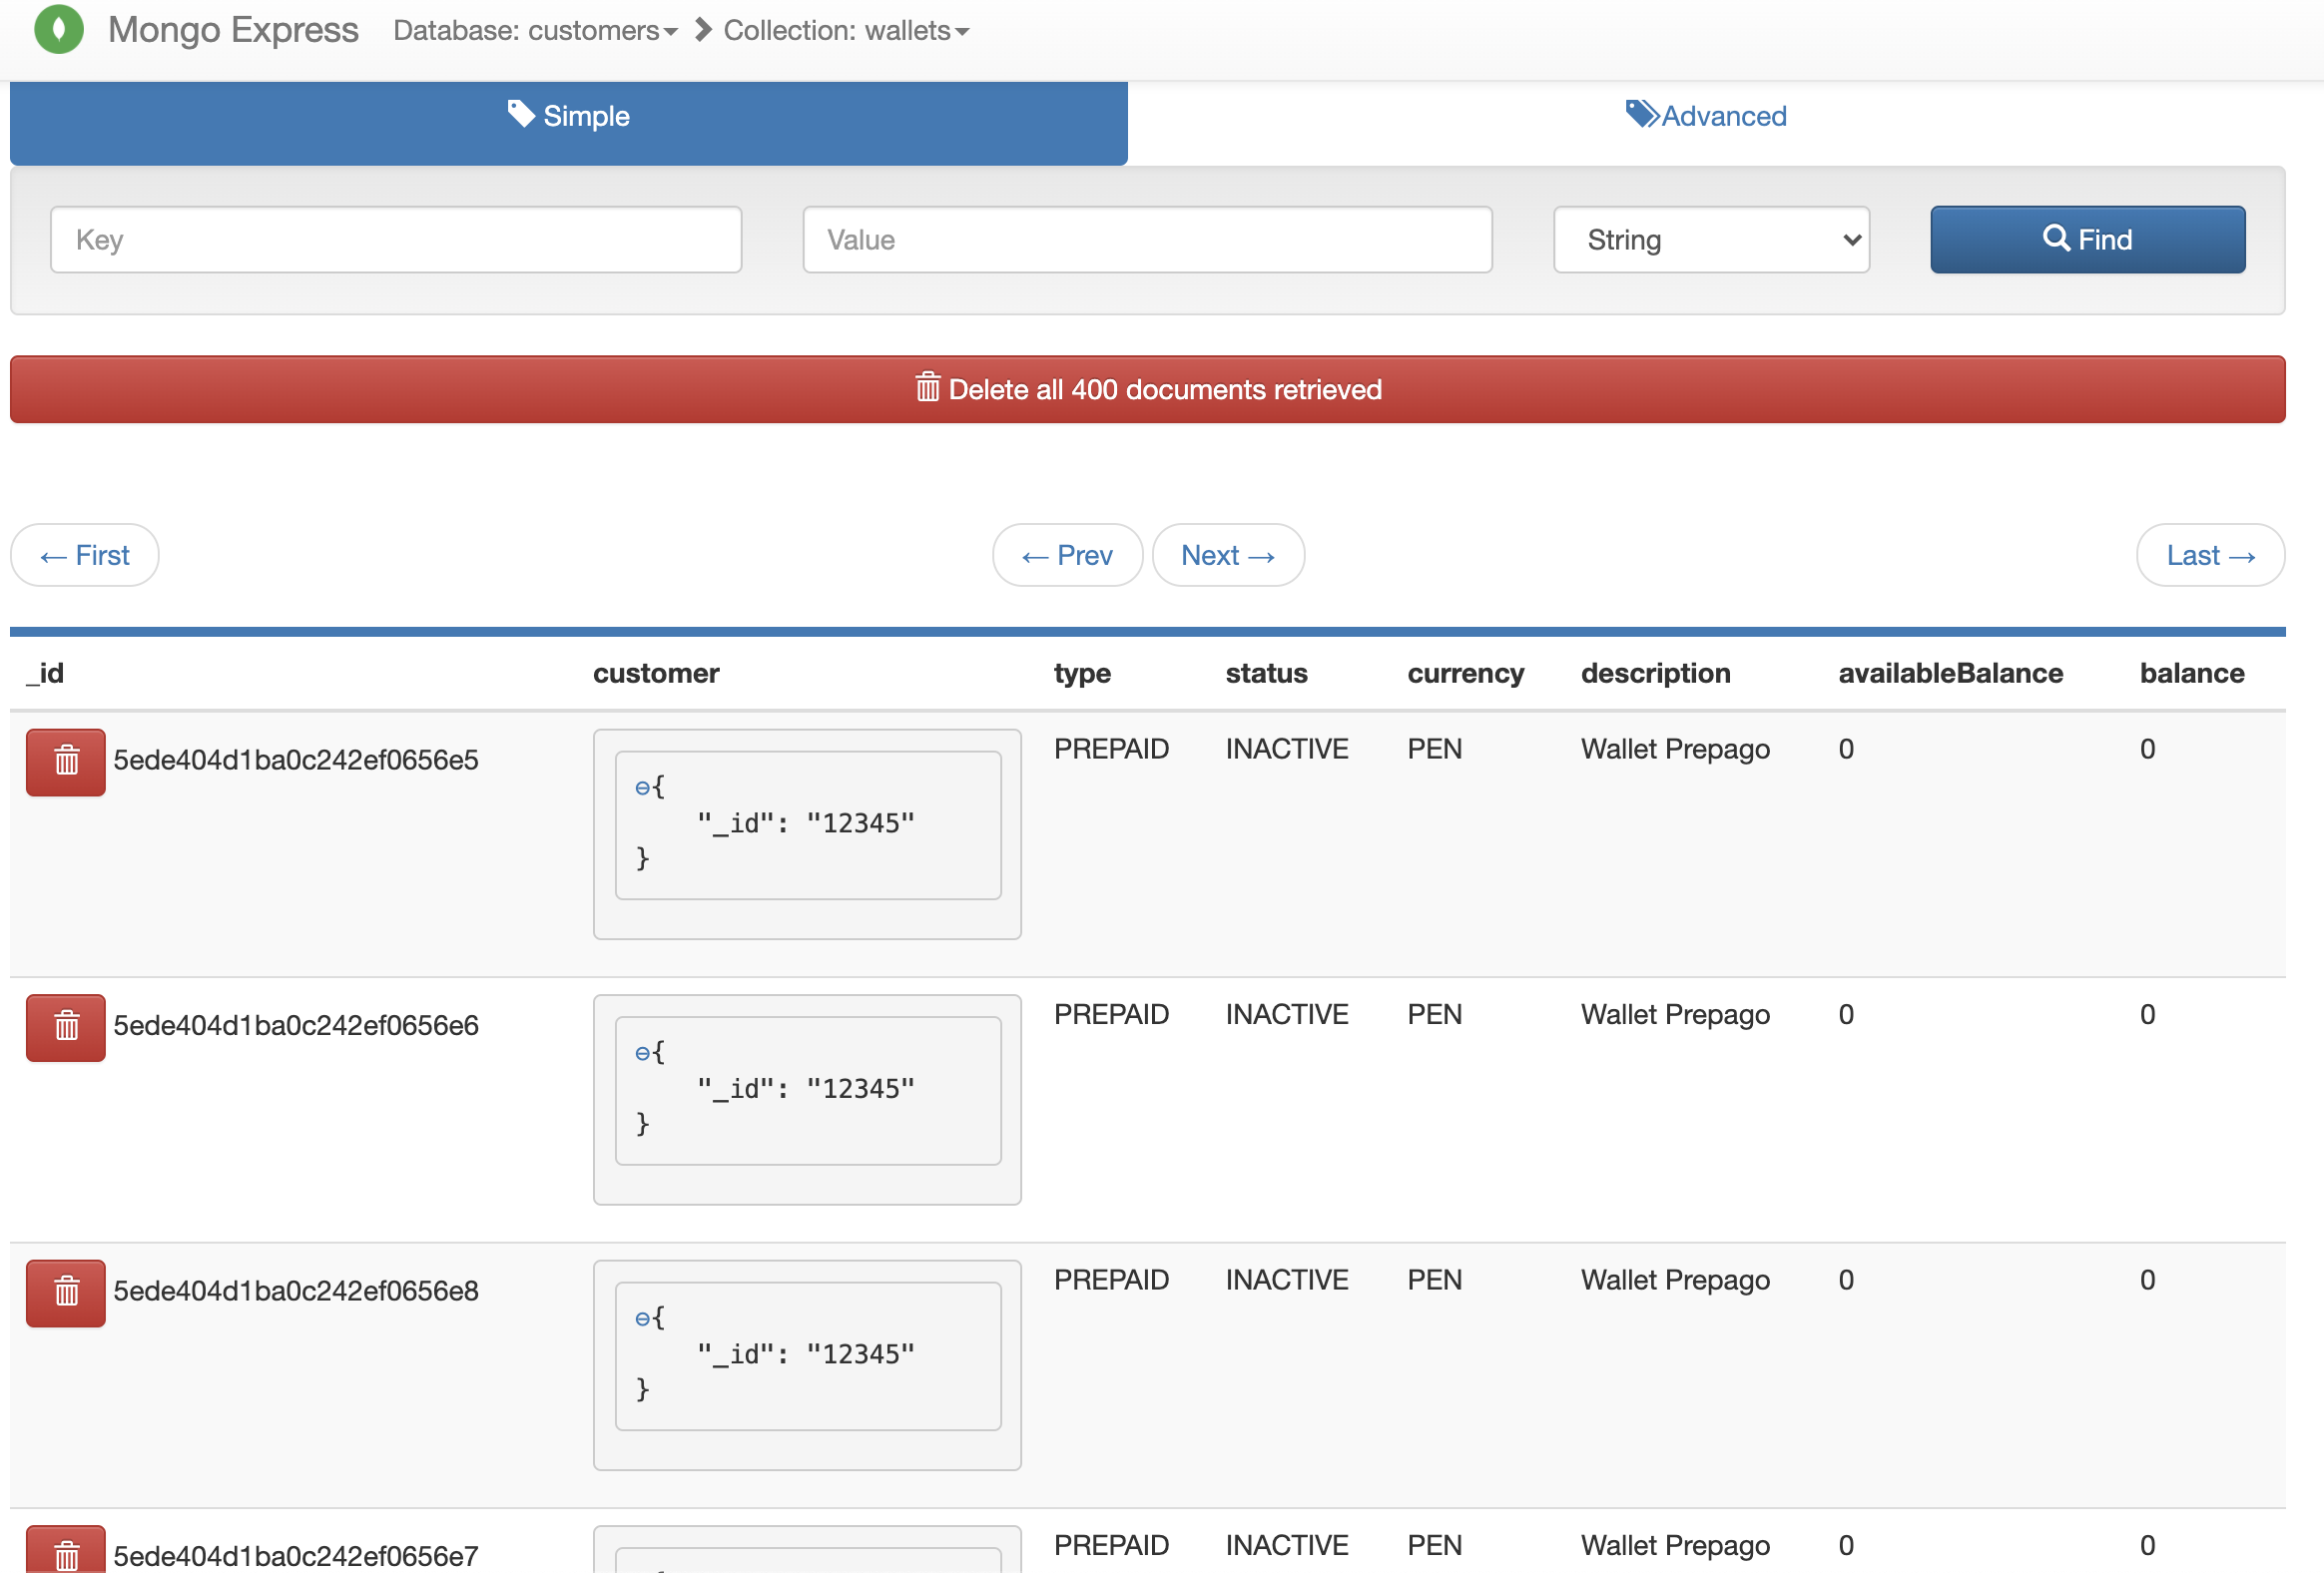 Mongo Express Database: customers Collection: wallets
Simple Advanced
Key Value String Find
Delete all 400 documents retrieved
← First ← Prev Next → Last →
_id customer type status currency description availableBalance balance
5ede404d1ba0c242ef0656e5 PREPAID INACTIVE PEN Wallet Prepago 0 0
{
"_id": "12345"
}
5ede404d1ba0c242ef0656e6 PREPAID INACTIVE PEN Wallet Prepago 0 0
{
"_id": "12345"
}
5ede404d1ba0c242ef0656e8 PREPAID INACTIVE PEN Wallet Prepago 0 0
{
"_id": "12345"
}
5ede404d1ba0c242ef0656e7 PREPAID INACTIVE PEN Wallet Prepago 0 0